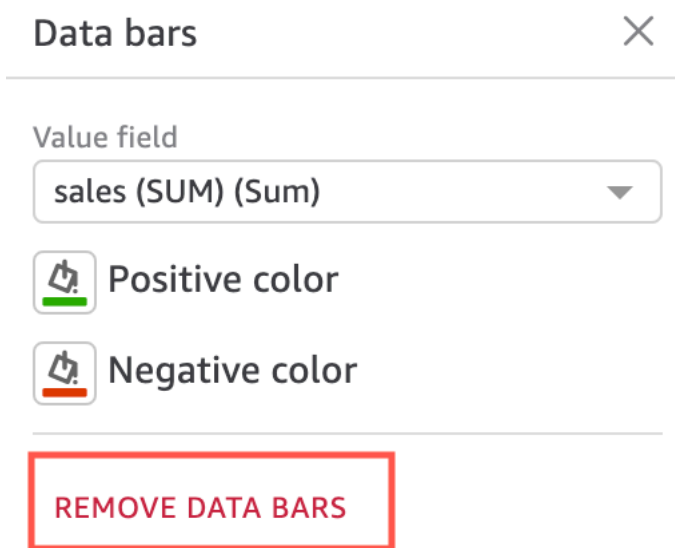 Data bars
Value field
sales (SUM) (Sum)
Positive color
Negative color
REMOVE DATA BARS